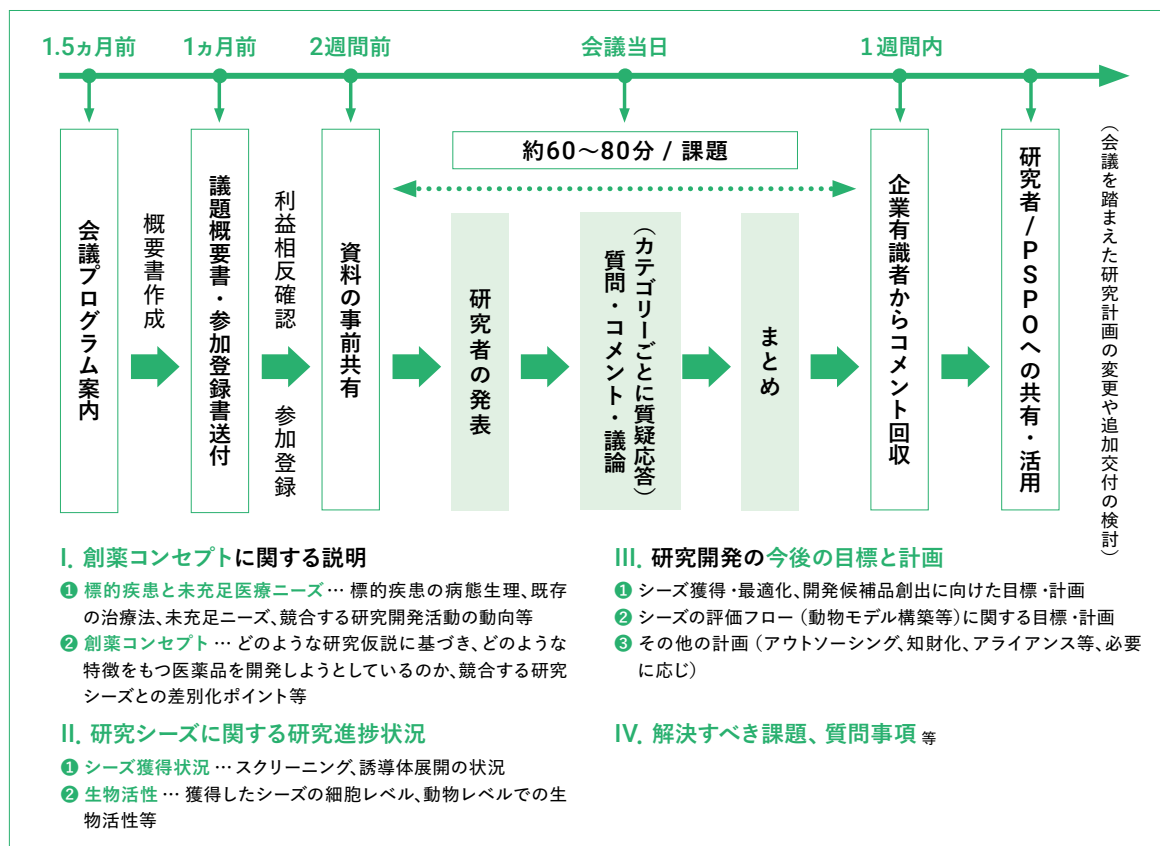 1.5ヵ月前
1ヵ月前
2週間前
会議当日
1週間内
会議プログラム案内
概要書作成
議題概要書・参加登録書送付
利益相反確認
参加登録
資料の事前共有
約60〜80分 / 課題
研究者の発表
(カテゴリーごとに質疑応答)
質問・コメント・議論
まとめ
企業有識者からコメント回収
研究者/PSPOへの共有・活用
(会議を踏まえた研究計画の変更や追加交付の検討)
I. 創薬コンセプトに関する説明
❶ 標的疾患と未充足医療ニーズ … 標的疾患の病態生理、既存
の治療法、未充足ニーズ、競合する研究開発活動の動向等
❷ 創薬コンセプト … どのような研究仮説に基づき、どのような
特徴をもつ医薬品を開発しようとしているのか、競合する研究
シーズとの差別化ポイント等
II. 研究シーズに関する研究進捗状況
❶ シーズ獲得状況 … スクリーニング、誘導体展開の状況
❷ 生物活性 … 獲得したシーズの細胞レベル、動物レベルでの生
物活性等
III. 研究開発の今後の目標と計画
❶ シーズ獲得・最適化、開発候補品創出に向けた目標・計画
❷ シーズの評価フロー(動物モデル構築等)に関する目標・計画
❸ その他の計画(アウトソーシング、知財化、アライアンス等、必要
に応じ)
IV. 解決すべき課題、質問事項 等